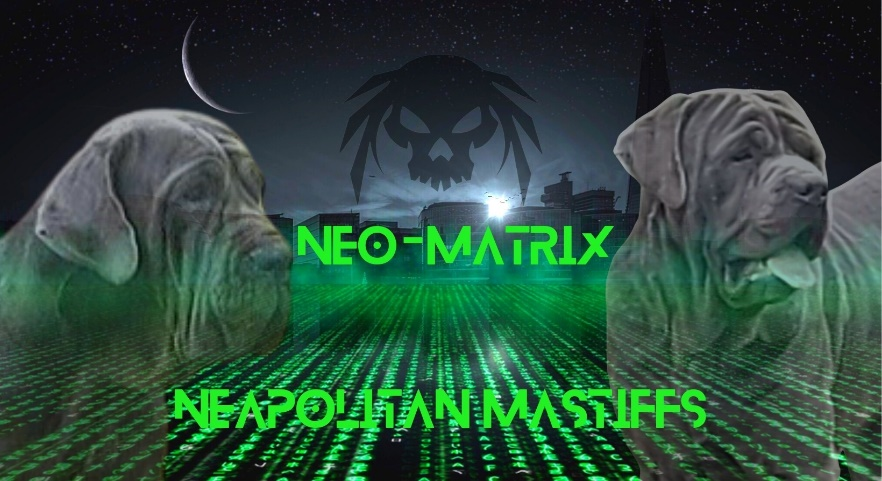 NEO-MATRIX
NEAPOLITAN MASTIFFS